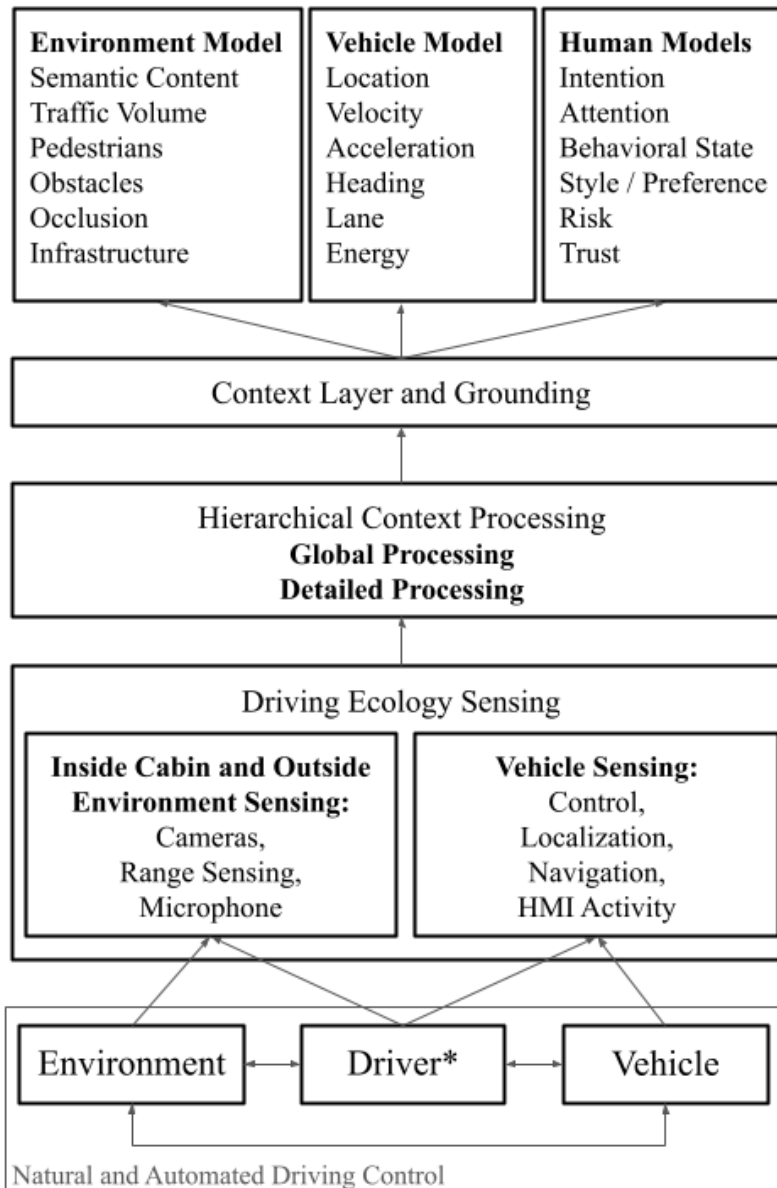 Environment Model
Semantic Content
Traffic Volume
Pedestrians
Obstacles
Occlusion
Infrastructure
Vehicle Model
Location
Velocity
Acceleration
Heading
Lane
Energy
Human Models
Intention
Attention
Behavioral State
Style / Preference
Risk
Trust
Context Layer and Grounding
Hierarchical Context Processing
Global Processing
Detailed Processing
Driving Ecology Sensing
Inside Cabin and Outside
Environment Sensing:
Cameras,
Range Sensing,
Microphone
Vehicle Sensing:
Control,
Localization,
Navigation,
HMI Activity
Environment
Driver*
Vehicle
Natural and Automated Driving Control